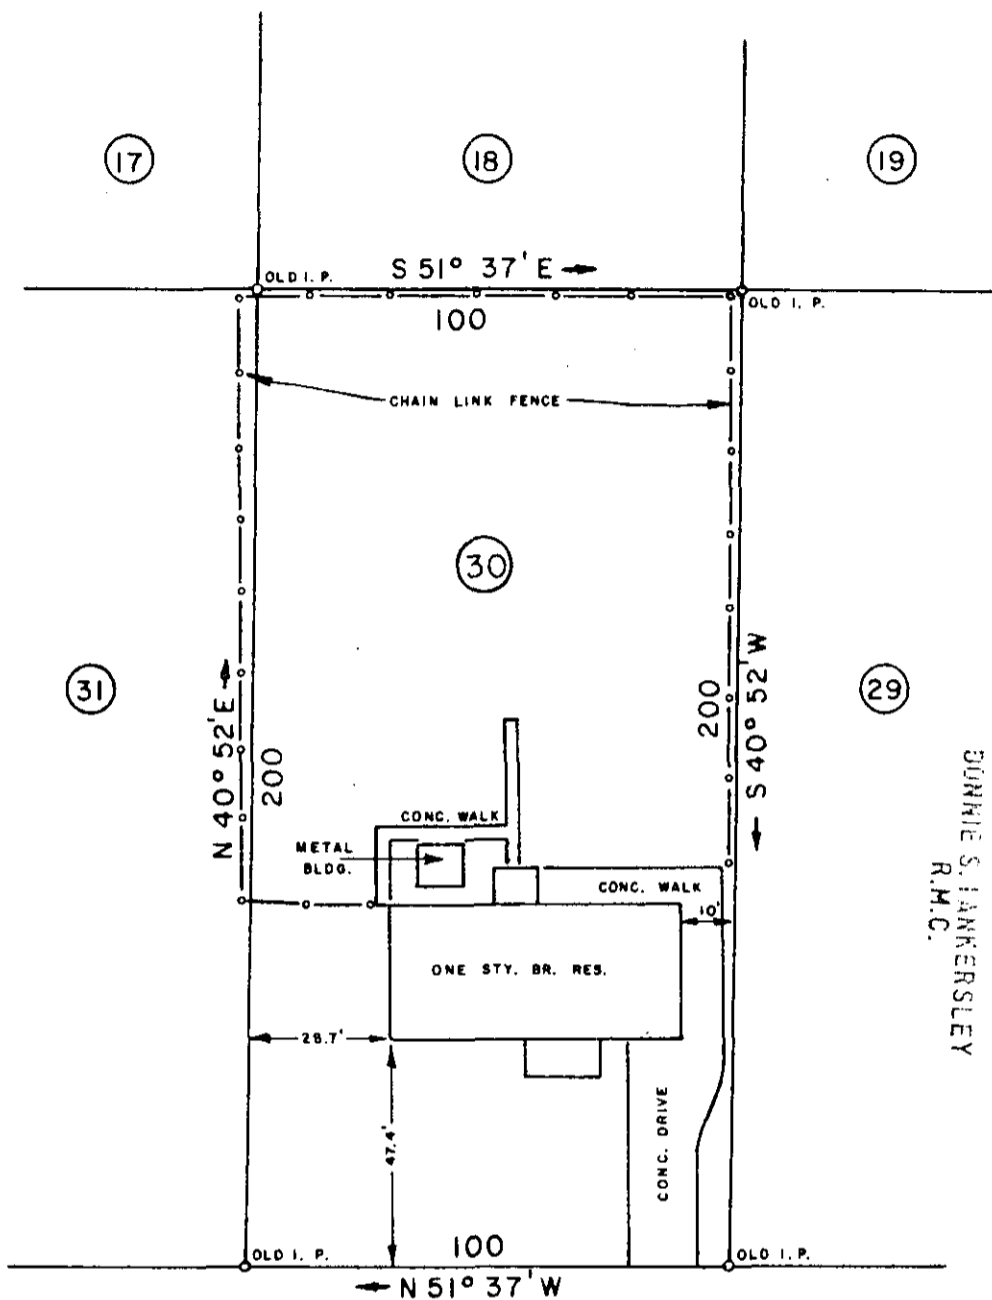 17
18
19
OLD I. P.
S 51° 37' E
OLD I. P.
100
CHAIN LINK FENCE
30
31
29
N 40° 52' E
200
200
S 40° 52' W
CONC. WALK
METAL
BLDG.
CONC. WALK
10'
ONE STY. BR. RES.
28.7'
47.4'
CONC. DRIVE
DONNIE S. TANKERSLEY
R.M.C.
OLD I. P.
100
OLD I. P.
N 51° 37' W